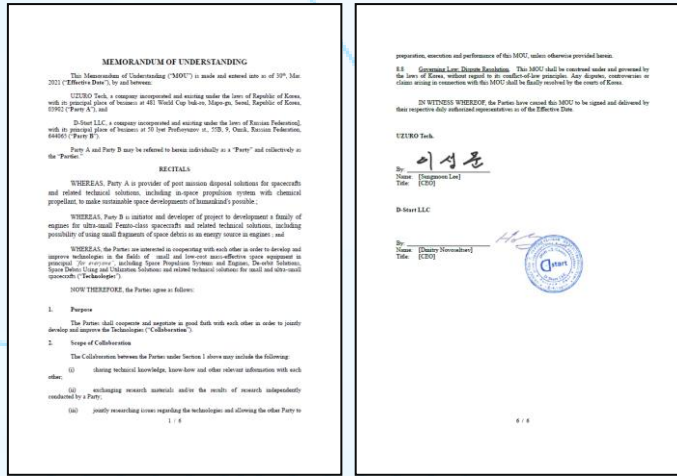 MEMORANDUM OF UNDERSTANDING
This Memorandum of Understanding ("MOU") is made and entered into as of 30th, Mar.
2021 ("Effective Date"), by and between:
UZURO Tech, a company incorporated and existing under the laws of Republic of Korea,
with its principal place of business at 481 World Cup buk-ro, Mapo-gu, Seoul, Republic of Korea,
03902 ("Party A"), and
D-Start LLC, a company incorporated and existing under the laws of Russian Federation],
with its principal place of business at 50 lyet Profsoyuzov st., 55B, 9, Omsk, Russian Federation,
644065 ("Party B").
Party A and Party B may be referred to herein individually as a "Party" and collectively as
the "Parties."
RECITALS
WHEREAS, Party A is provider of post mission disposal solutions for spacecrafts
and related technical solutions, including in-space propulsion system with chemical
propellant, to make sustainable space developments of humankind's possible.;
WHEREAS, Party B is initiator and developer of project to development a family of
engines for ultra-small Femto-class spacecrafts and related technical solutions, including
possibility of using small fragments of space debris as an energy source in engines ; and
WHEREAS, the Parties are interested in cooperating with each other in order to develop and
improve technologies in the fields of small and low-cost mass-effective space equipment in
principal "for everyone", including Space Propulsion Systems and Engines, De-orbit Solutions,
Space Debris Using and Utilization Solutions and related technical solutions for small and ultra-small
spacecrafts ("Technologies").
NOW THEREFORE, the Parties agree as follows:
1. Purpose
The Parties shall cooperate and negotiate in good faith with each other in order to jointly
develop and improve the Technologies ("Collaboration").
2. Scope of Collaboration
The Collaboration between the Parties under Section 1 above may include the following:
(i) sharing technical knowledge, know-how and other relevant information with each
other;
(ii) exchanging research materials and/or the results of research independently
conducted by a Party;
(iii) jointly researching issues regarding the technologies and allowing the other Party to
1 / 6
preparation, execution and performance of this MOU, unless otherwise provided herein.
8.8 Governing Law; Dispute Resolution. This MOU shall be construed under and governed by
the laws of Korea, without regard to its conflict-of-law principles. Any disputes, controversies or
claims arising in connection with this MOU shall be finally resolved by the courts of Korea.
IN WITNESS WHEREOF, the Parties have caused this MOU to be signed and delivered by
their respective duly authorized representatives as of the Effective Date.
UZURO Tech.
이성문
By:
Name: [Sungmoon Lee]
Title: [CEO]
D-Start LLC
By:
Name: [Dmitry Novoseltsev]
Title: [CEO]
start
6 / 6